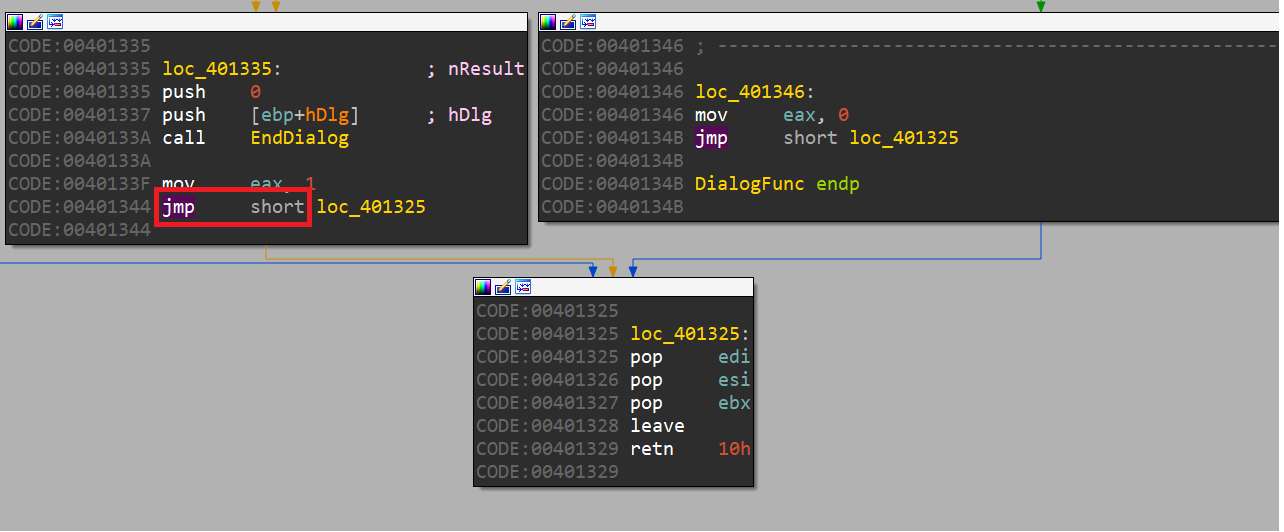 CODE:00401335
CODE:00401335 loc_401335: ; nResult
CODE:00401335 push 0
CODE:00401337 push [ebp+hDlg] ; hDlg
CODE:0040133A call EndDialog
CODE:0040133A
CODE:0040133F mov eax, 1
CODE:00401344 jmp short loc_401325
CODE:00401344
CODE:00401346 ; ----------------------------------------------------
CODE:00401346
CODE:00401346 loc_401346:
CODE:00401346 mov eax, 0
CODE:0040134B jmp short loc_401325
CODE:0040134B
CODE:0040134B DialogFunc endp
CODE:0040134B
CODE:00401325
CODE:00401325 loc_401325:
CODE:00401325 pop edi
CODE:00401326 pop esi
CODE:00401327 pop ebx
CODE:00401328 leave
CODE:00401329 retn 10h
CODE:00401329